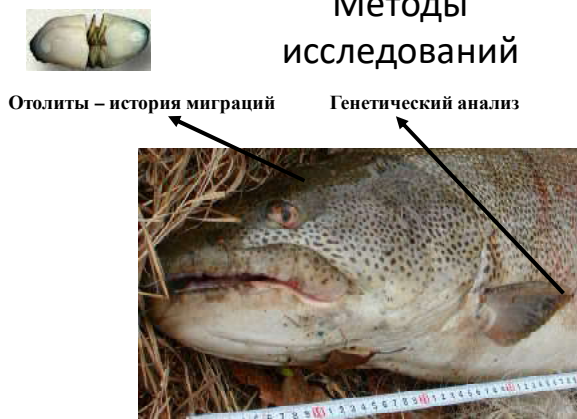 Методы
исследований
Отолиты – история миграций
Генетический анализ